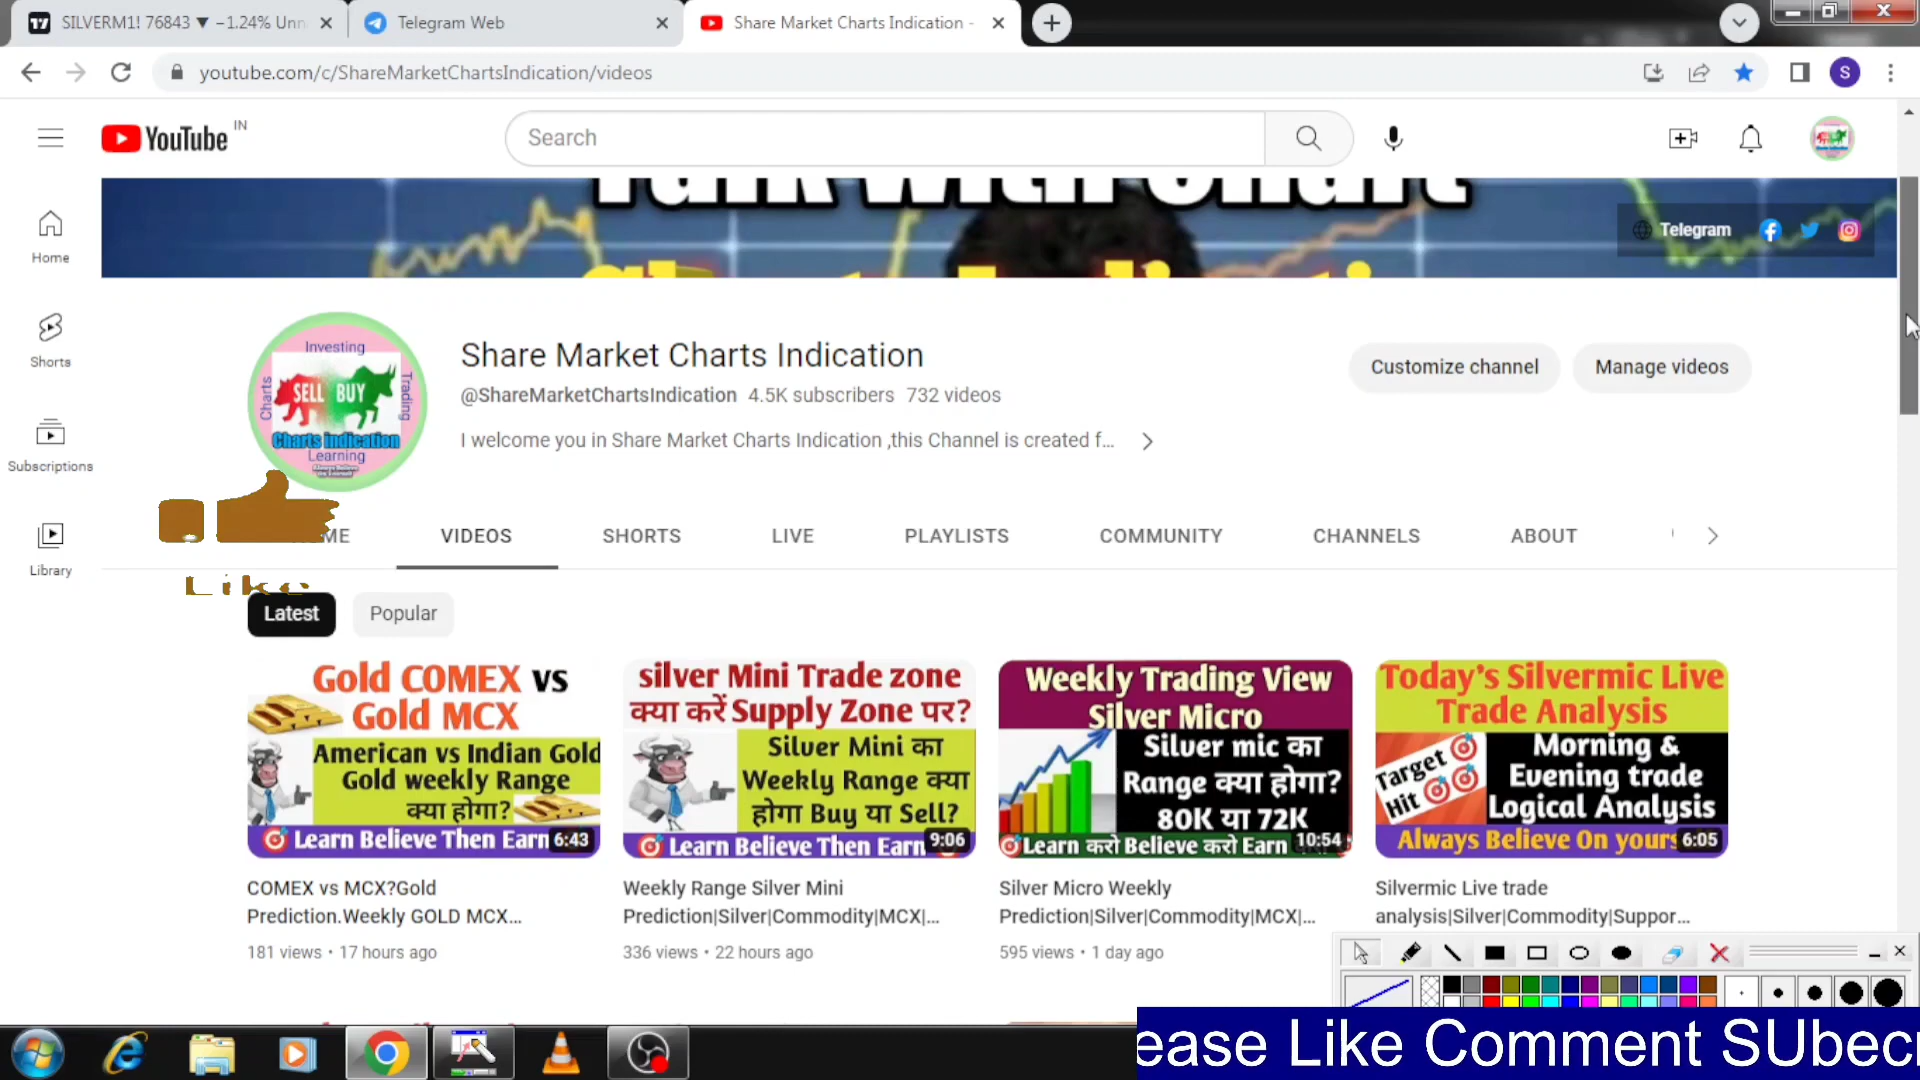 SILVERM1! 76843 ▼ −1.24% Unn
Telegram Web
Share Market Charts Indication -
youtube.com/c/ShareMarketChartsIndication/videos
S
YouTube IN
Search
Talk With Chart
Telegram
Home
Shorts
Subscriptions
Library
Investing
Charts
SELL BUY
Trading
Charts indication
Learning
Share Market Charts Indication
@ShareMarketChartsIndication 4.5K subscribers 732 videos
I welcome you in Share Market Charts Indication ,this Channel is created f...
Customize channel
Manage videos
ME
VIDEOS
SHORTS
LIVE
PLAYLISTS
COMMUNITY
CHANNELS
ABOUT
Like
Latest
Popular
Gold COMEX vs
Gold MCX
American vs Indian Gold
Gold weekly Range
क्या होगा?
Learn Believe Then Earn
6:43
COMEX vs MCX?Gold
Prediction.Weekly GOLD MCX...
181 views • 17 hours ago
silver Mini Trade zone
क्या करें Supply Zone पर?
Silver Mini का
Weekly Range क्या
होगा Buy या Sell?
Learn Believe Then Earn
9:06
Weekly Range Silver Mini
Prediction|Silver|Commodity|MCX|...
336 views • 22 hours ago
Weekly Trading View
Silver Micro
Silver mic का
Range क्या होगा?
80K या 72K
Learn करो Believe करो Earn
10:54
Silver Micro Weekly
Prediction|Silver|Commodity|MCX|...
595 views • 1 day ago
Today's Silvermic Live
Trade Analysis
Target
Hit
Morning &
Evening trade
Logical Analysis
Always Believe On yours
6:05
Silvermic Live trade
analysis|Silver|Commodity|Suppor...
ease Like Comment SUbecr